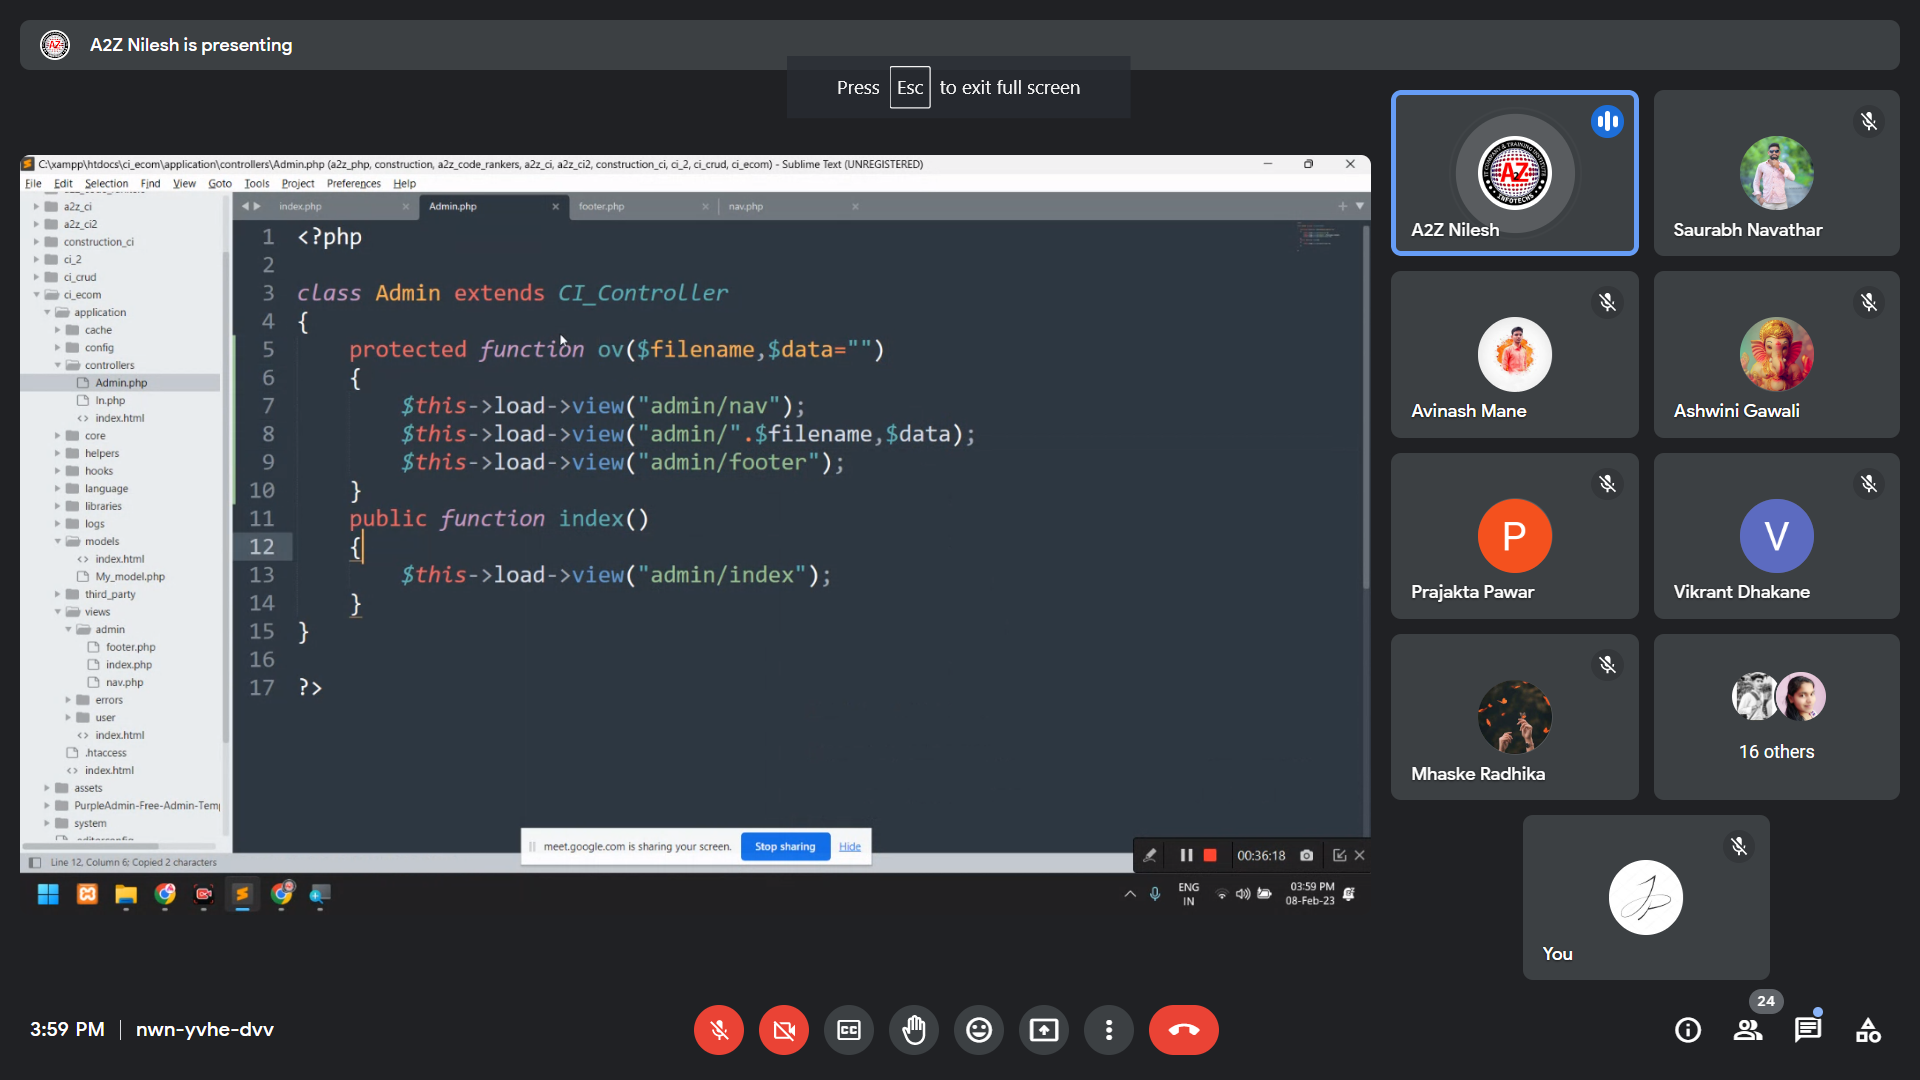 A2Z Nilesh is presenting
Press Esc to exit full screen
C:\xampp\htdocs\ci_ecom\application\controllers\Admin.php (a2z_php, construction, a2z_code_rankers, a2z_ci, a2z_ci2, construction_ci, ci_2, ci_crud, ci_ecom) - Sublime Text (UNREGISTERED)
File Edit Selection Find View Goto Tools Project Preferences Help
a2z_ci
a2z_ci2
construction_ci
ci_2
ci_crud
ci_ecom
application
cache
config
controllers
Admin.php
In.php
index.html
core
helpers
hooks
language
libraries
logs
models
index.html
My_model.php
third_party
views
admin
footer.php
index.php
nav.php
errors
user
index.html
.htaccess
index.html
assets
PurpleAdmin-Free-Admin-Temp
system
index.php Admin.php footer.php nav.php
1 <?php
2
3 class Admin extends CI_Controller
4 {
5 protected function ov($filename,$data="")
6 {
7 $this->load->view("admin/nav");
8 $this->load->view("admin/".$filename,$data);
9 $this->load->view("admin/footer");
10 }
11 public function index()
12 {
13 $this->load->view("admin/index");
14 }
15 }
16
17 ?>
meet.google.com is sharing your screen. Stop sharing Hide
Line 12, Column 6; Copied 2 characters
00:36:18
ENG
IN
03:59 PM
08-Feb-23
AZ
A2Z Nilesh
Saurabh Navathar
Avinash Mane
Ashwini Gawali
P
Prajakta Pawar
V
Vikrant Dhakane
Mhaske Radhika
16 others
You
3:59 PM | nwn-yvhe-dvv
24